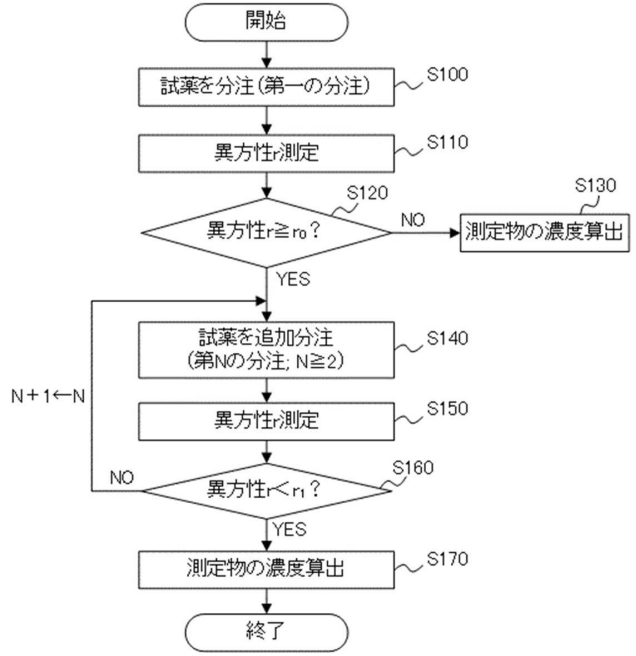 開始
試薬を分注(第一の分注)
S100
異方性r測定
S110
異方性r≧r₀?
S120
NO
測定物の濃度算出
S130
YES
試薬を追加分注
(第Nの分注; N≧2)
S140
N+1←N
異方性r測定
S150
異方性r<r₁?
S160
NO
YES
測定物の濃度算出
S170
終了